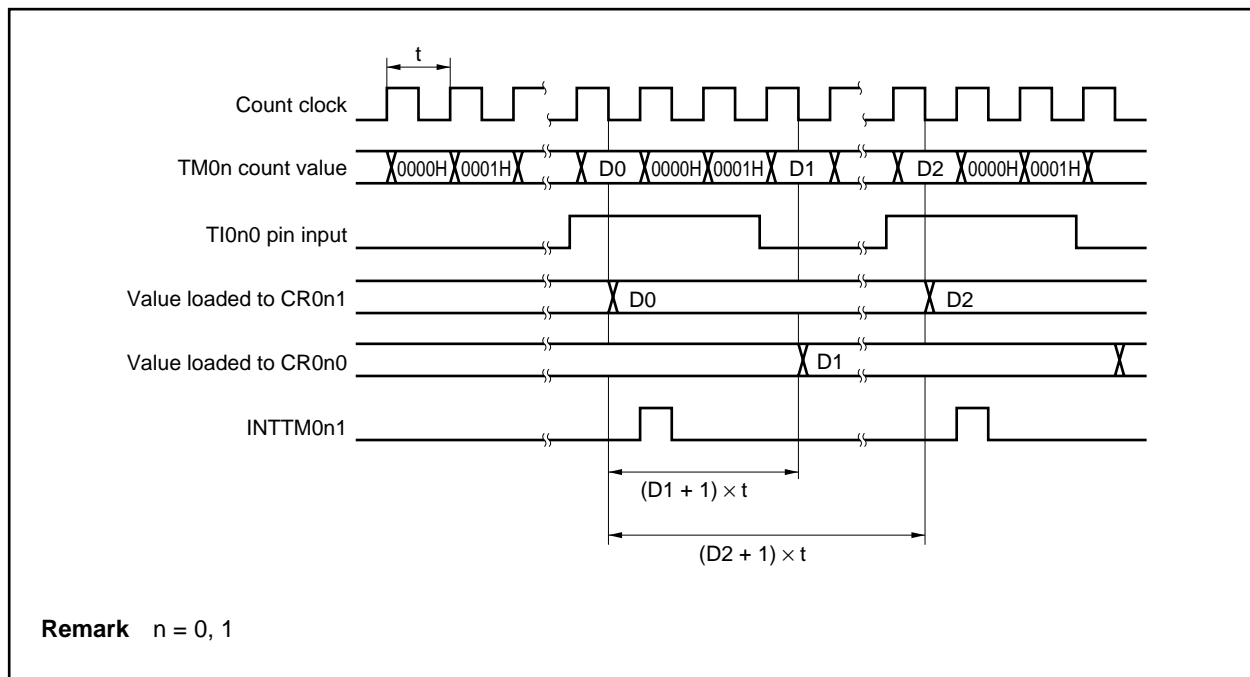 t
Count clock
TM0n count value 0000H 0001H D0 0000H 0001H D1 D2 0000H 0001H
TI0n0 pin input
Value loaded to CR0n1 D0 D2
Value loaded to CR0n0 D1
INTTM0n1
(D1 + 1) × t
(D2 + 1) × t
Remark n = 0, 1